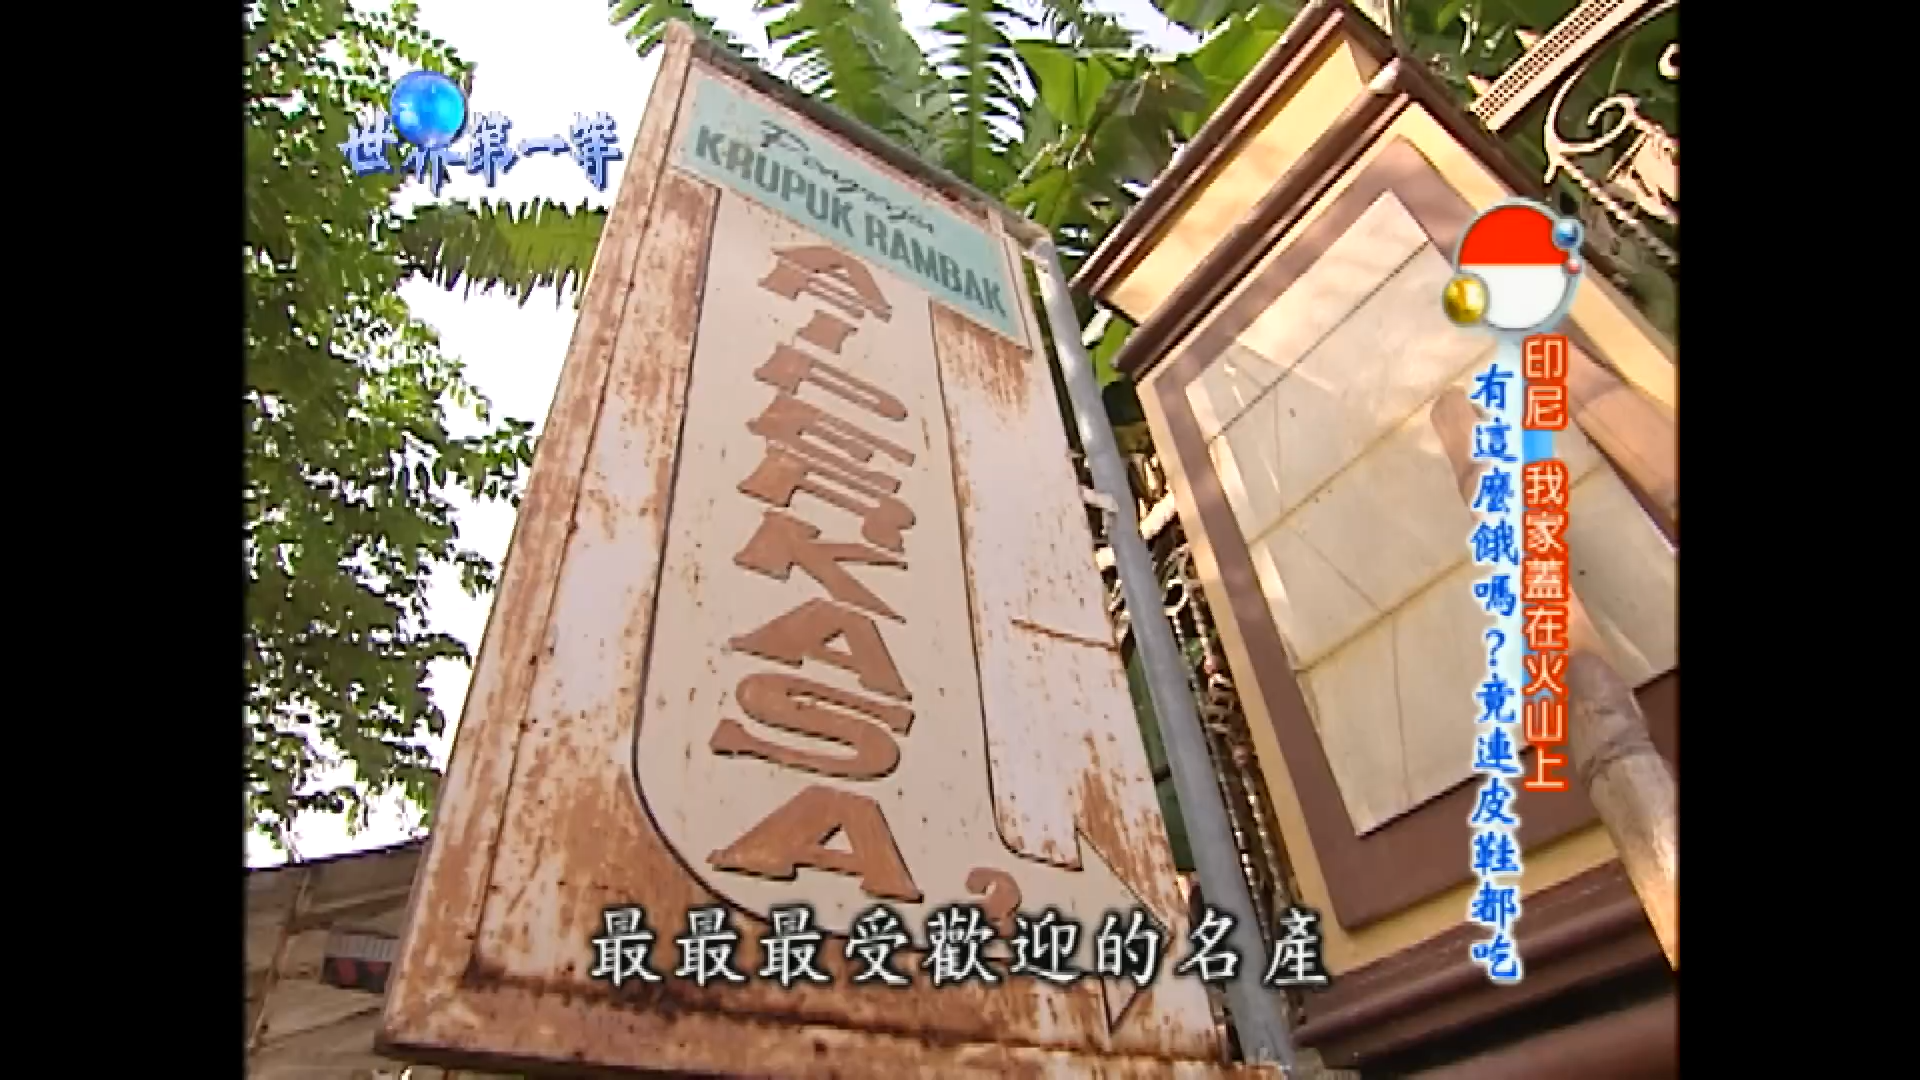 世界第一等
Pengrajin
KRUPUK RAMBAK
ADIPERKASA
印尼 我家蓋在火山上
有這麼餓嗎？竟連皮鞋都吃
最最最受歡迎的名產